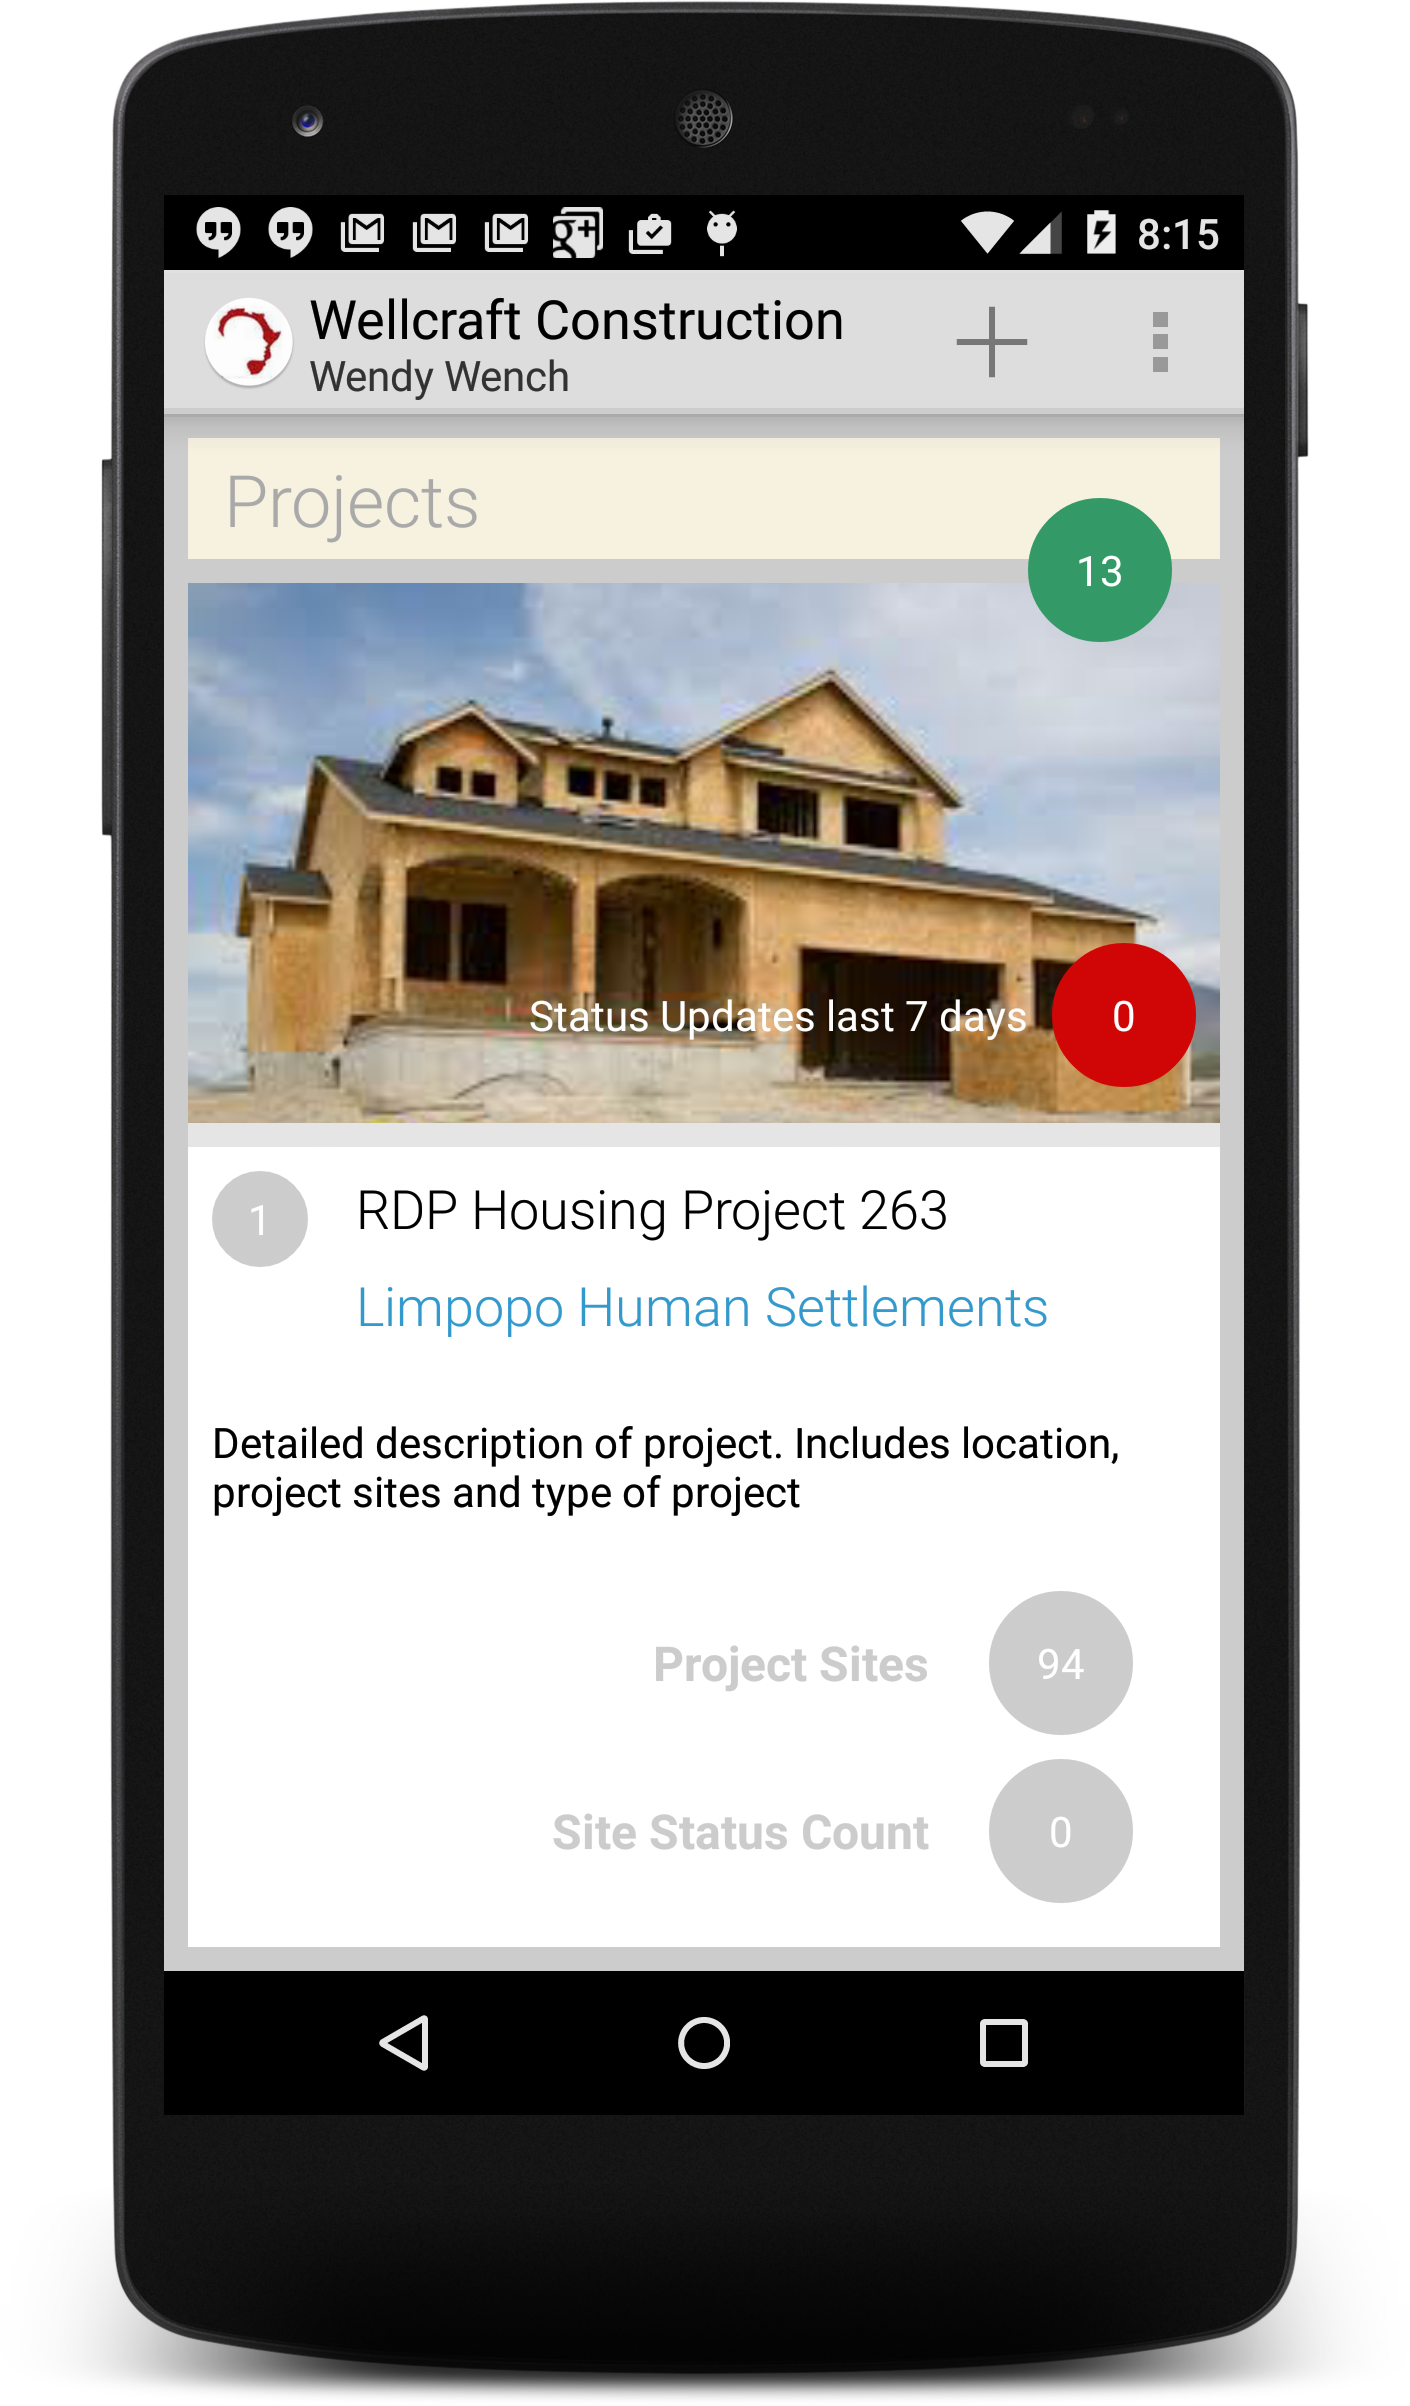 8:15
Wellcraft Construction
Wendy Wench
Projects
13
Status Updates last 7 days
0
1
RDP Housing Project 263
Limpopo Human Settlements
Detailed description of project. Includes location,
project sites and type of project
Project Sites
94
Site Status Count
0